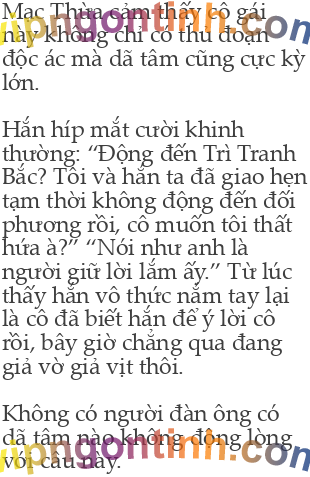 Mạc Thừa cảm thấy cô gái
này không chỉ có thủ đoạn
độc ác mà dã tâm cũng cực kỳ
lớn.
Hắn híp mắt cười khinh
thường: “Động đến Trì Tranh
Bắc? Tôi và hắn ta đã giao hẹn
tạm thời không động đến đối
phương rồi, cô muốn tôi thất
hứa à?” “Nói như anh là
người giữ lời lắm ấy.” Từ lúc
thấy hắn vô thức nắm tay lại
là cô đã biết hắn để ý lời cô
rồi, bây giờ chẳng qua đang
giả vờ giả vịt thôi.
Không có người đàn ông có
dã tâm nào không động lòng
với câu này.
vipngontinh.com
vipngontinh.com